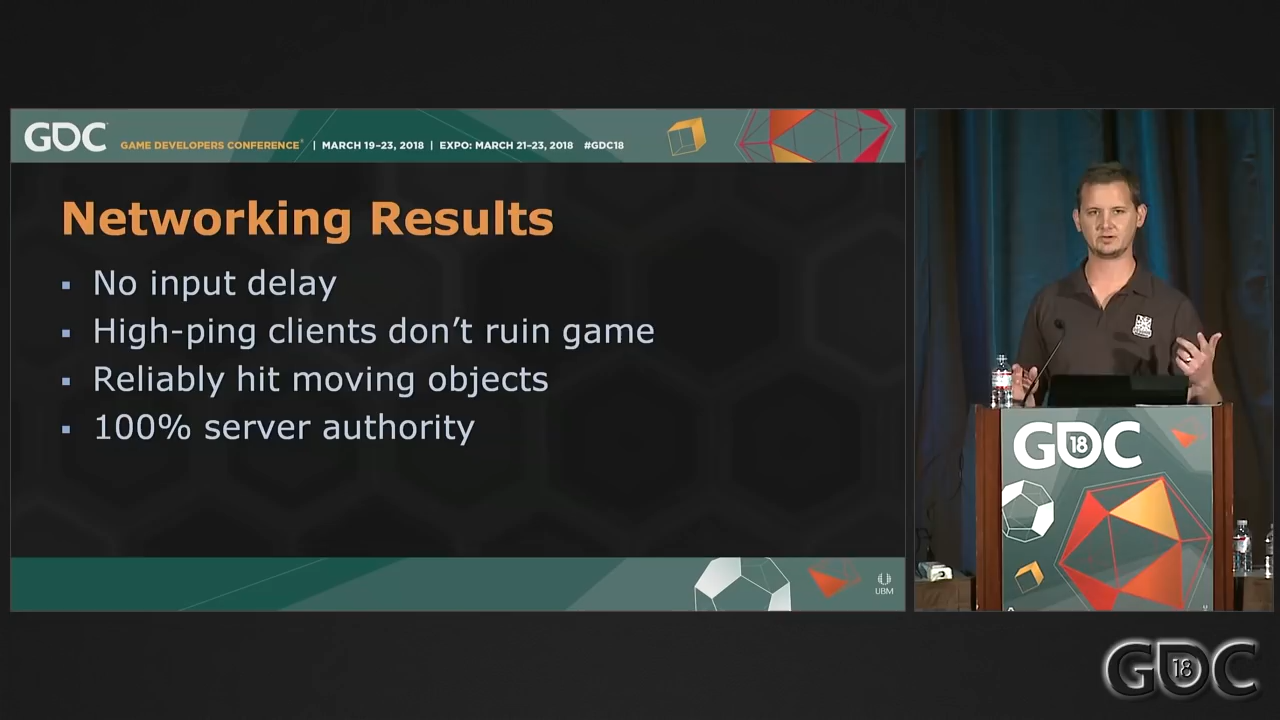 GDC
GAME DEVELOPERS CONFERENCE® | MARCH 19–23, 2018 | EXPO: MARCH 21–23, 2018 #GDC18
Networking Results
▪ No input delay
▪ High-ping clients don’t ruin game
▪ Reliably hit moving objects
▪ 100% server authority
UBM
GDC 18
GDC 18